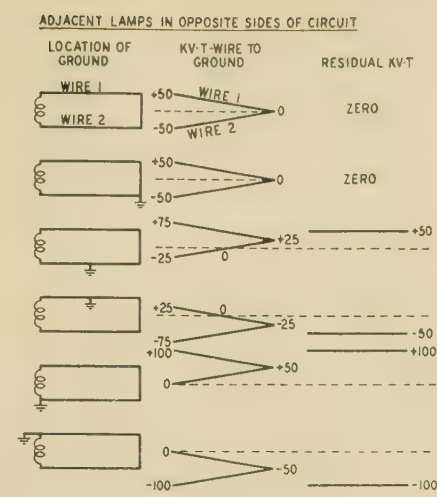 ADJACENT LAMPS IN OPPOSITE SIDES OF CIRCUIT
LOCATION OF GROUND
KV·T-WIRE TO GROUND
RESIDUAL KV·T
WIRE 1
WIRE 2
+50
WIRE 1
0
-50
WIRE 2
ZERO
+50
0
-50
ZERO
+75
+25
-25
0
+50
+25
0
-25
-75
-50
+100
+50
0
+100
0
-50
-100
-100